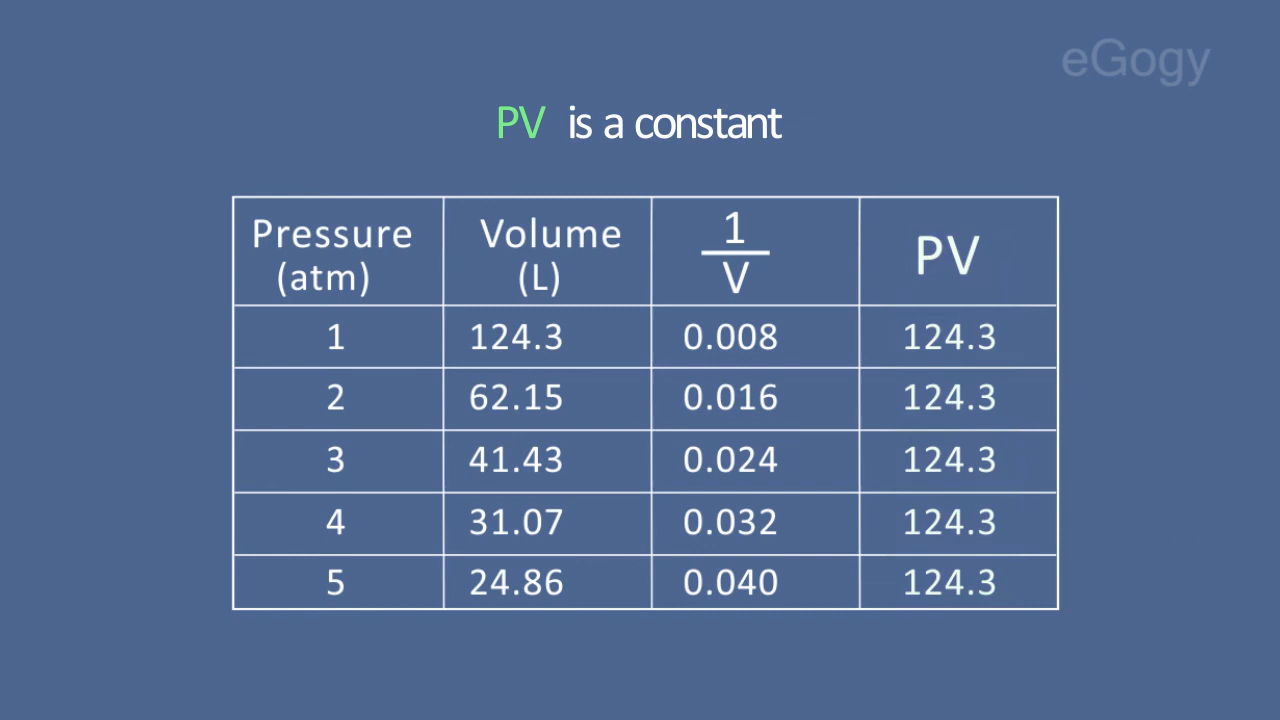 eGogy
PV is a constant
Pressure (atm) Volume (L) 1/V PV
1 124.3 0.008 124.3
2 62.15 0.016 124.3
3 41.43 0.024 124.3
4 31.07 0.032 124.3
5 24.86 0.040 124.3